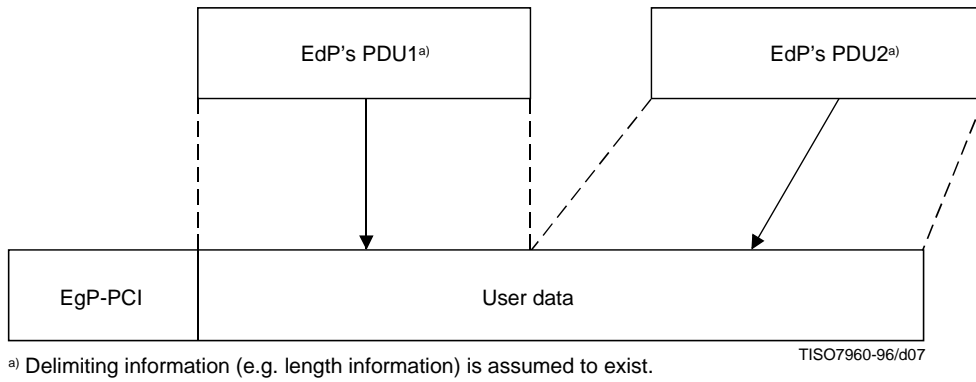 EdP's PDU1a)
EdP's PDU2a)
EgP-PCI
User data
a) Delimiting information (e.g. length information) is assumed to exist.
TISO7960-96/d07